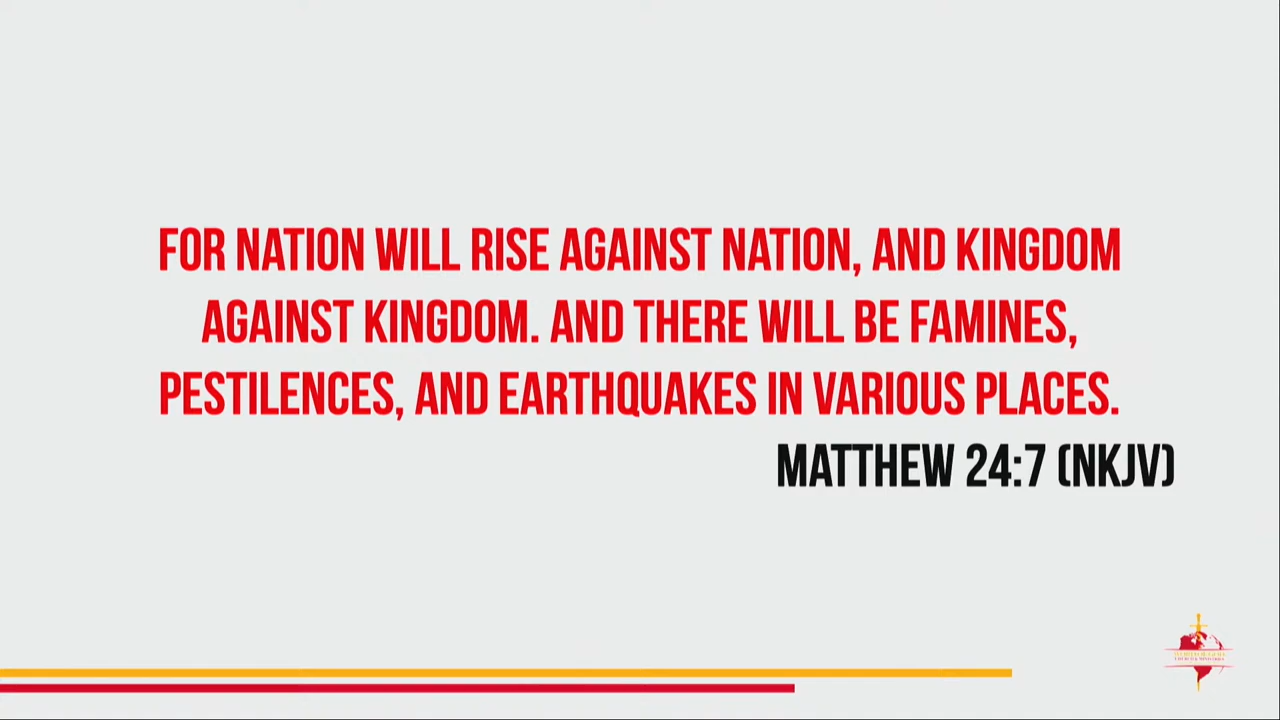 FOR NATION WILL RISE AGAINST NATION, AND KINGDOM
AGAINST KINGDOM. AND THERE WILL BE FAMINES,
PESTILENCES, AND EARTHQUAKES IN VARIOUS PLACES.
MATTHEW 24:7 (NKJV)